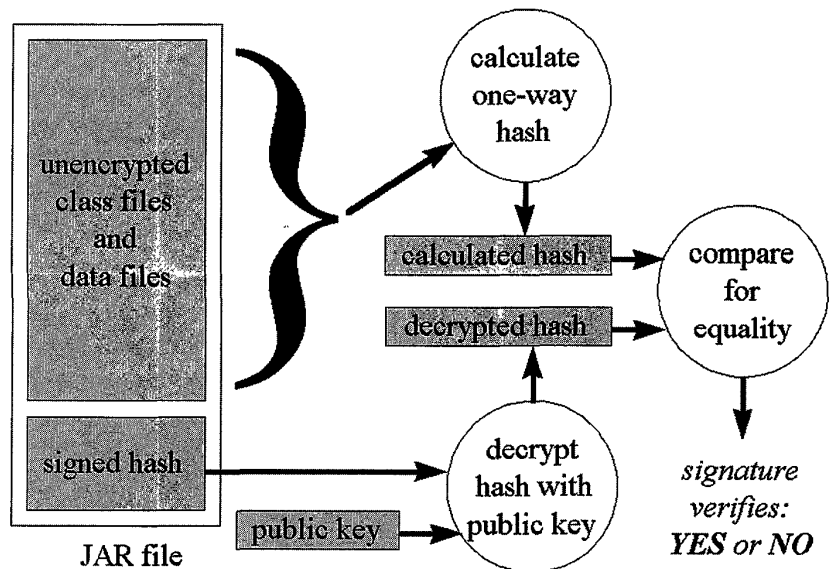 unencrypted
class files
and
data files
signed hash
JAR file
calculate
one-way
hash
calculated hash
decrypted hash
public key
decrypt
hash with
public key
compare
for
equality
signature
verifies:
YES or NO